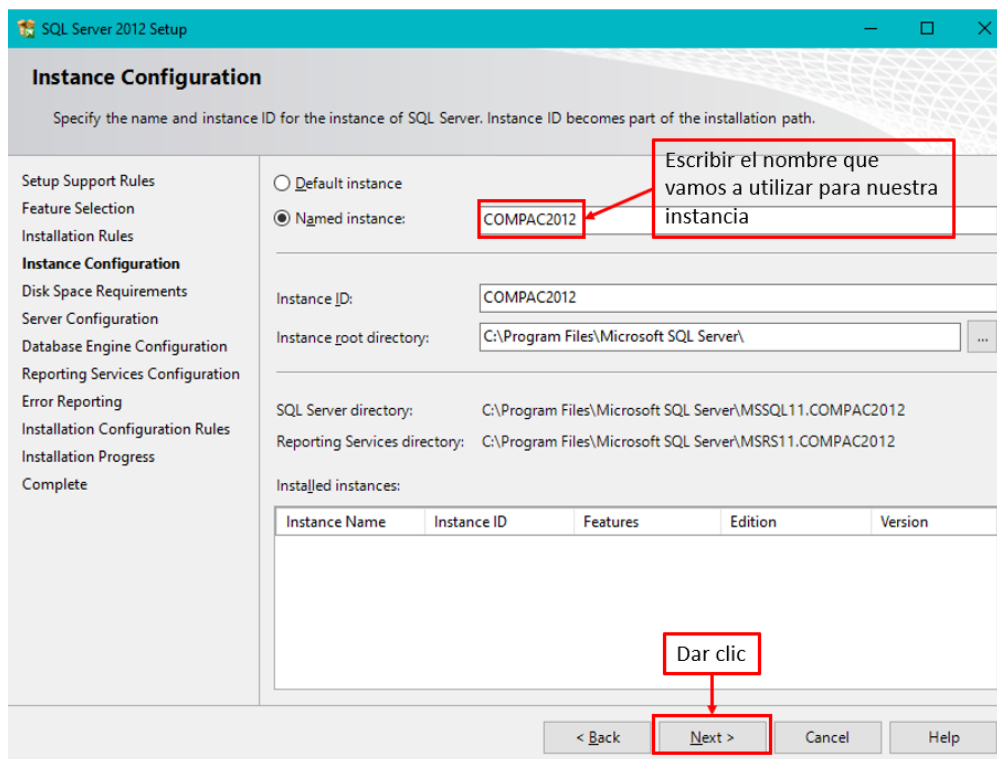 SQL Server 2012 Setup
Instance Configuration
Specify the name and instance ID for the instance of SQL Server. Instance ID becomes part of the installation path.
Setup Support Rules
Feature Selection
Installation Rules
Instance Configuration
Disk Space Requirements
Server Configuration
Database Engine Configuration
Reporting Services Configuration
Error Reporting
Installation Configuration Rules
Installation Progress
Complete
Default instance
Named instance: COMPAC2012
Escribir el nombre que
vamos a utilizar para nuestra
instancia
Instance ID: COMPAC2012
Instance root directory: C:\Program Files\Microsoft SQL Server\ ...
SQL Server directory: C:\Program Files\Microsoft SQL Server\MSSQL11.COMPAC2012
Reporting Services directory: C:\Program Files\Microsoft SQL Server\MSRS11.COMPAC2012
Installed instances:
Instance Name Instance ID Features Edition Version
Dar clic
< Back Next > Cancel Help